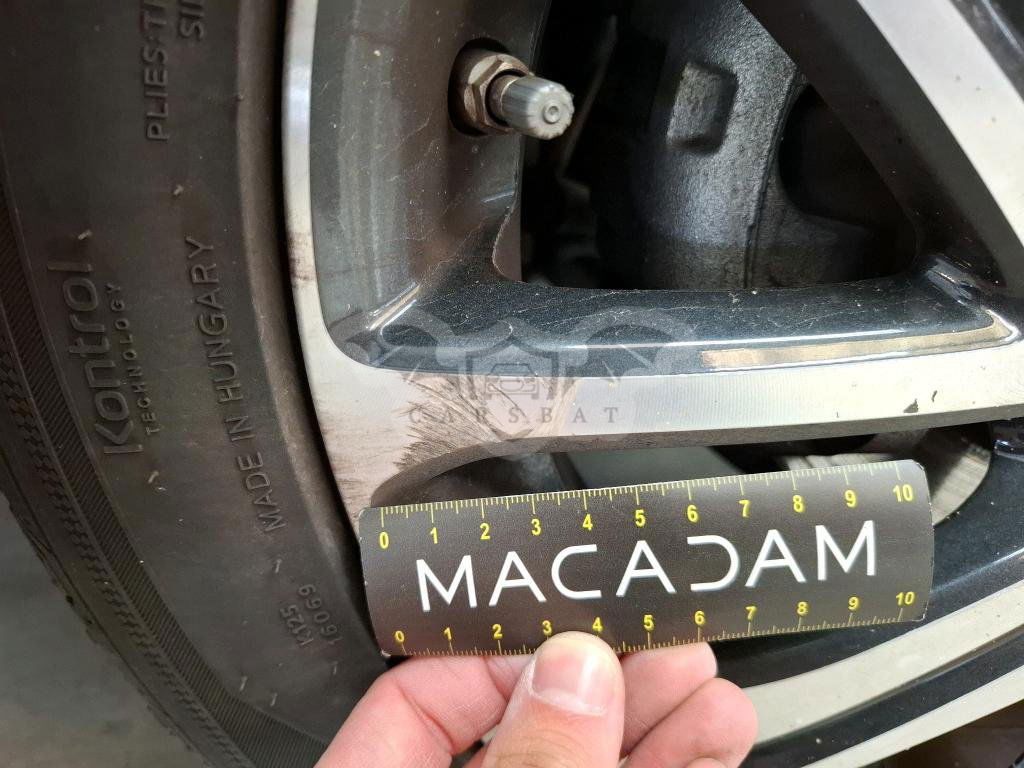 PLIES-T
SI
Kontrol
TECHNOLOGY
MADE IN HUNGARY
K125
16069
CARSBAT
0 1 2 3 4 5 6 7 8 9 10
MACADAM
0 1 2 3 4 5 6 7 8 9 10